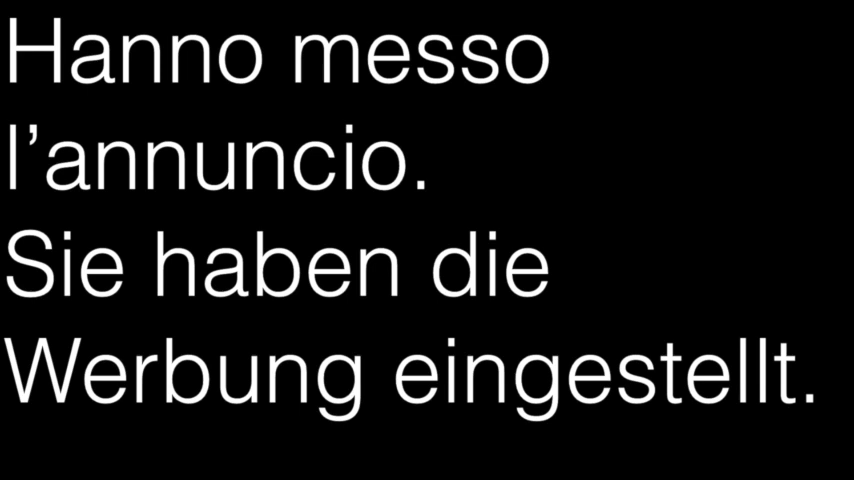 Hanno messo
l’annuncio.
Sie haben die
Werbung eingestellt.